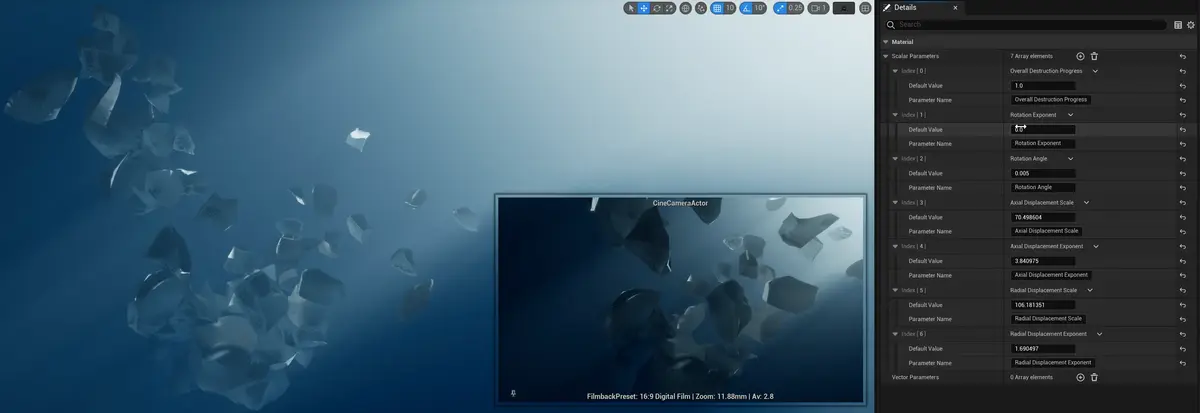 10
10°
0.25
1
Details
Search
Material
Scalar Parameters
7 Array elements
Index [ 0 ]
Overall Destruction Progress
Default Value
1.0
Parameter Name
Overall Destruction Progress
Index [ 1 ]
Rotation Exponent
Default Value
Parameter Name
Rotation Exponent
Index [ 2 ]
Rotation Angle
Default Value
0.005
Parameter Name
Rotation Angle
Index [ 3 ]
Axial Displacement Scale
Default Value
70.498604
Parameter Name
Axial Displacement Scale
Index [ 4 ]
Axial Displacement Exponent
Default Value
3.840975
Parameter Name
Axial Displacement Exponent
Index [ 5 ]
Radial Displacement Scale
Default Value
106.181351
Parameter Name
Radial Displacement Scale
Index [ 6 ]
Radial Displacement Exponent
Default Value
1.690497
Parameter Name
Radial Displacement Exponent
Vector Parameters
0 Array elements
CineCameraActor
FilmbackPreset: 16:9 Digital Film | Zoom: 11.88mm | Av: 2.8